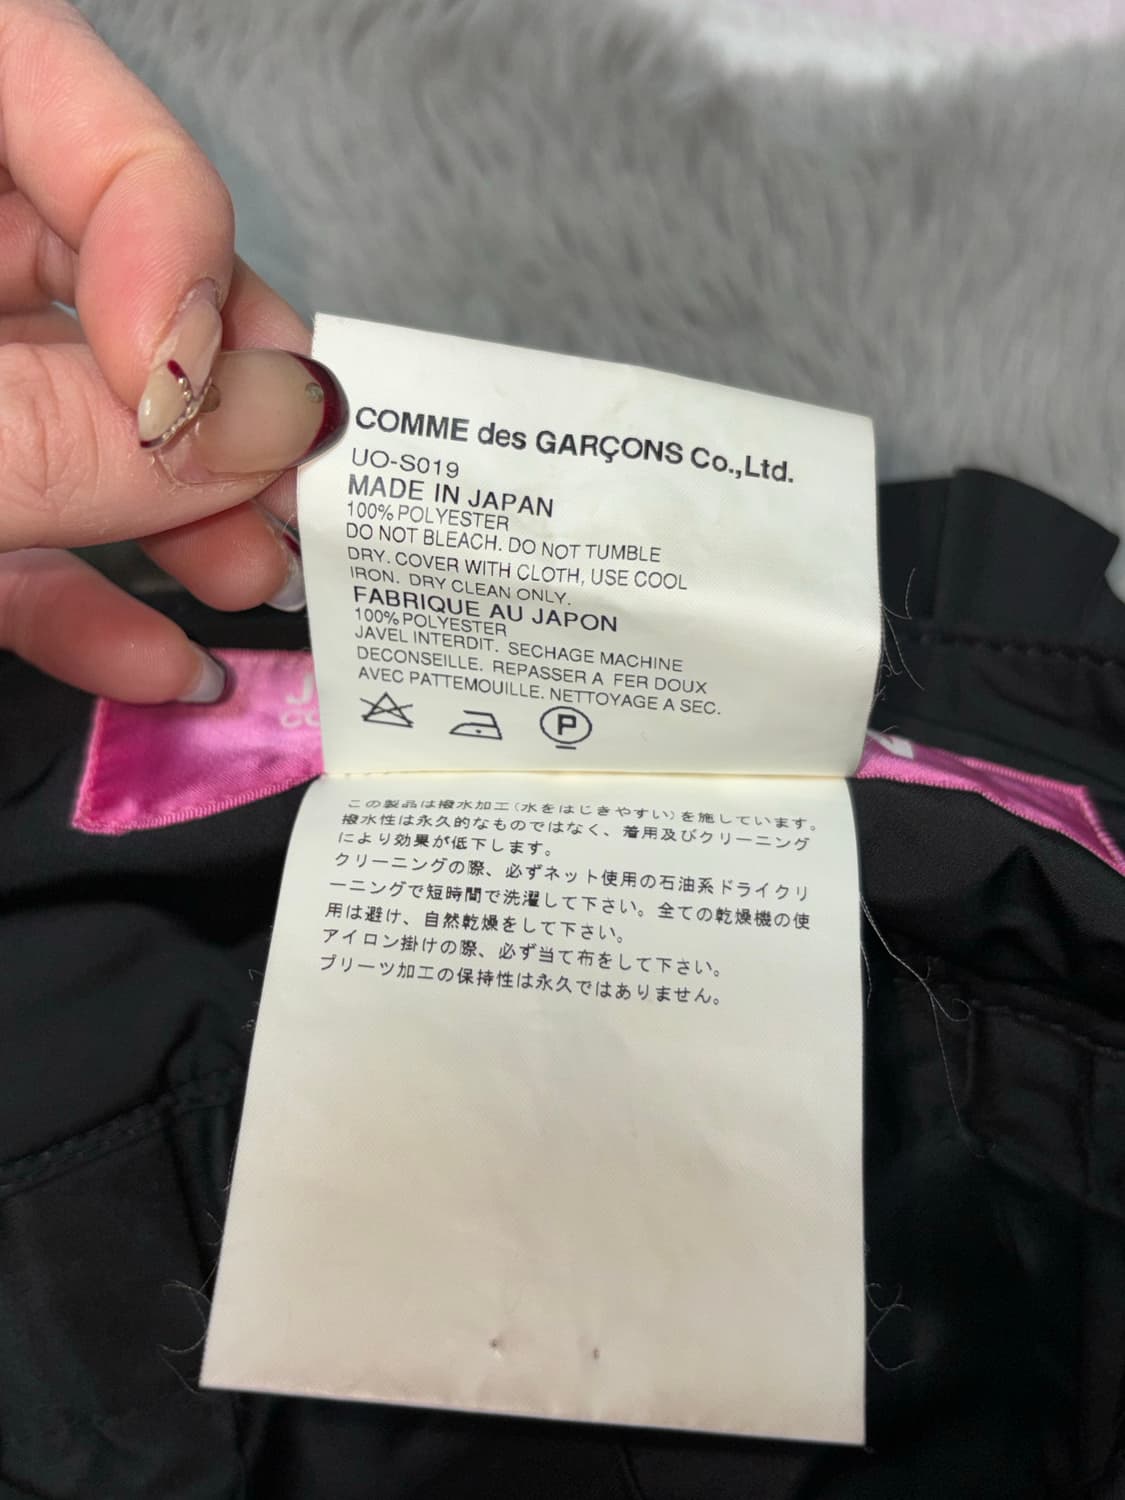 COMME des GARÇONS Co.,Ltd.
UO-S019
MADE IN JAPAN
100% POLYESTER
DO NOT BLEACH. DO NOT TUMBLE
DRY. COVER WITH CLOTH, USE COOL
IRON. DRY CLEAN ONLY.
FABRIQUE AU JAPON
100% POLYESTER
JAVEL INTERDIT. SECHAGE MACHINE
DECONSEILLE. REPASSER A FER DOUX
AVEC PATTEMOUILLE. NETTOYAGE A SEC.
P
この製品は撥水加工(水をはじきやすい)を施しています。
撥水性は永久的なものではなく、着用及びクリーニング
により効果が低下します。
クリーニングの際、必ずネット使用の石油系ドライクリ
ーニングで短時間で洗濯して下さい。全ての乾燥機の使
用は避け、自然乾燥をして下さい。
アイロン掛けの際、必ず当て布をして下さい。
プリーツ加工の保持性は永久ではありません。